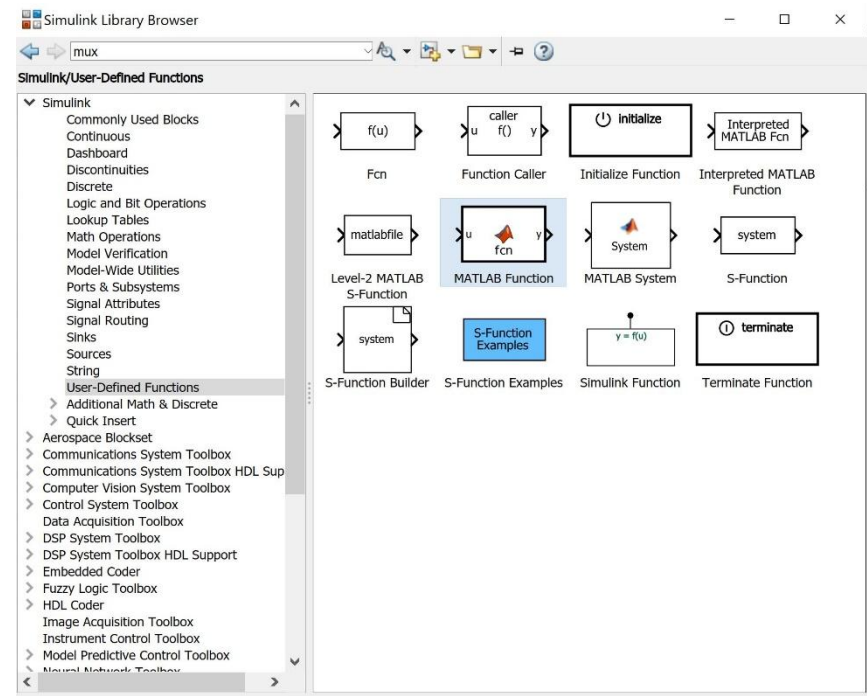 Simulink Library Browser
mux
Simulink/User-Defined Functions
Simulink
Commonly Used Blocks
Continuous
Dashboard
Discontinuities
Discrete
Logic and Bit Operations
Lookup Tables
Math Operations
Model Verification
Model-Wide Utilities
Ports & Subsystems
Signal Attributes
Signal Routing
Sinks
Sources
String
User-Defined Functions
Additional Math & Discrete
Quick Insert
Aerospace Blockset
Communications System Toolbox
Communications System Toolbox HDL Sup
Computer Vision System Toolbox
Control System Toolbox
Data Acquisition Toolbox
DSP System Toolbox
DSP System Toolbox HDL Support
Embedded Coder
Fuzzy Logic Toolbox
HDL Coder
Image Acquisition Toolbox
Instrument Control Toolbox
Model Predictive Control Toolbox
Neural Network Toolbox
f(u)
Fcn
caller
u f() y
Function Caller
initialize
Initialize Function
Interpreted
MATLAB Fcn
Interpreted MATLAB
Function
matlabfile
Level-2 MATLAB
S-Function
u y
fcn
MATLAB Function
System
MATLAB System
system
S-Function
system
S-Function Builder
S-Function
Examples
S-Function Examples
y = f(u)
Simulink Function
terminate
Terminate Function